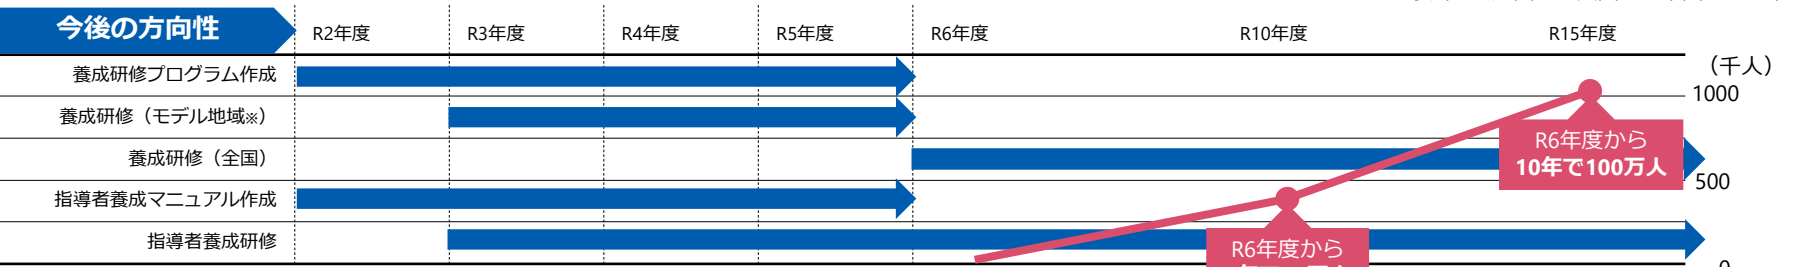 今後の方向性
R2年度
R3年度
R4年度
R5年度
R6年度
R10年度
R15年度
（千人）
養成研修プログラム作成
1000
養成研修（モデル地域※）
養成研修（全国）
R6年度から
10年で100万人
500
指導者養成マニュアル作成
指導者養成研修
R6年度から